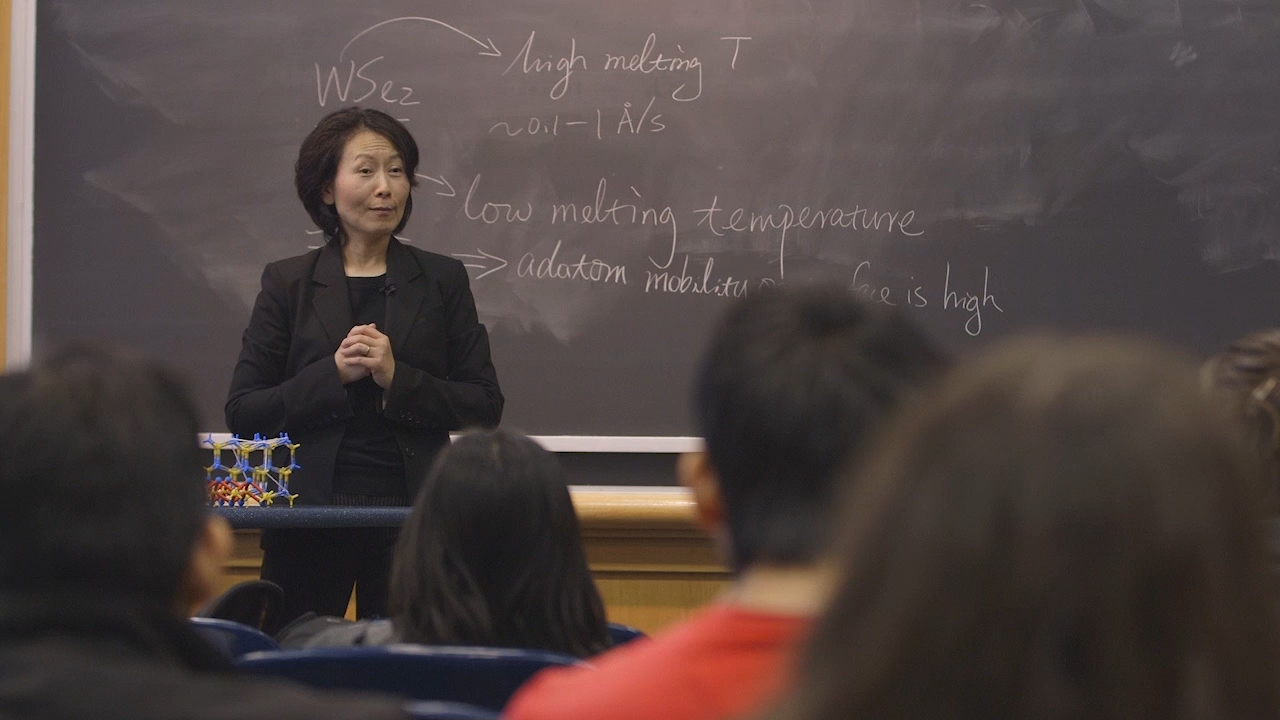 high melting T
WSe₂
~0.1-1 Å/s
low melting temperature
adatom mobility is high